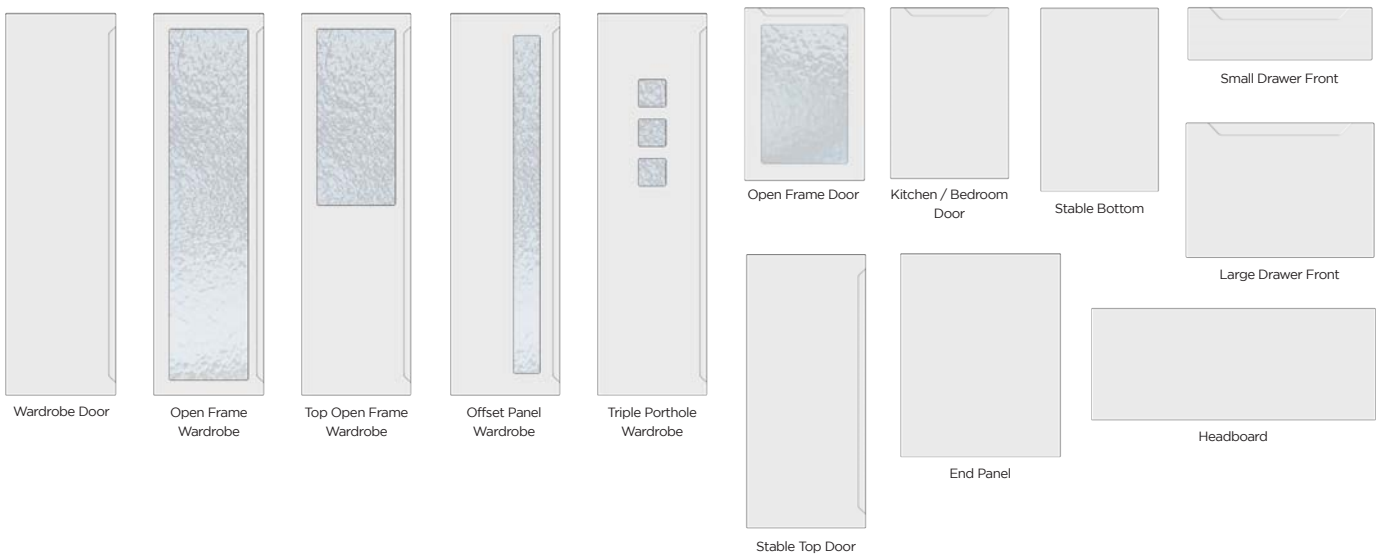 Small Drawer Front
Open Frame Door
Kitchen / Bedroom
Door
Stable Bottom
Large Drawer Front
Wardrobe Door
Open Frame
Wardrobe
Top Open Frame
Wardrobe
Offset Panel
Wardrobe
Triple Porthole
Wardrobe
Headboard
End Panel
Stable Top Door